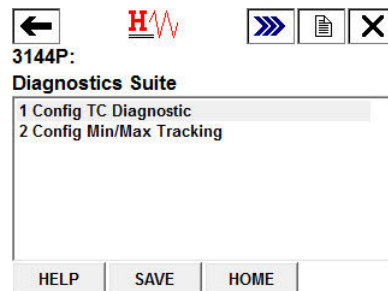 H
3144P:
Diagnostics Suite
1 Config TC Diagnostic
2 Config Min/Max Tracking
HELP SAVE HOME